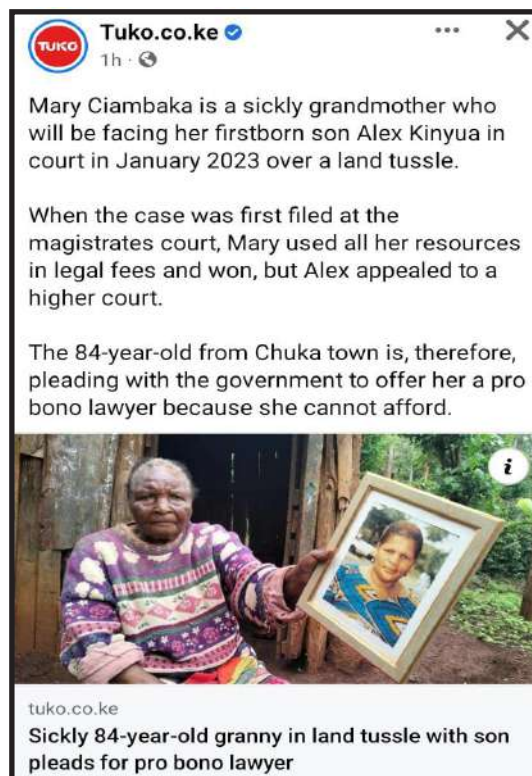 TUKO
Tuko.co.ke
1h ·
Mary Ciambaka is a sickly grandmother who
will be facing her firstborn son Alex Kinyua in
court in January 2023 over a land tussle.
When the case was first filed at the
magistrates court, Mary used all her resources
in legal fees and won, but Alex appealed to a
higher court.
The 84-year-old from Chuka town is, therefore,
pleading with the government to offer her a pro
bono lawyer because she cannot afford.
i
tuko.co.ke
Sickly 84-year-old granny in land tussle with son
pleads for pro bono lawyer